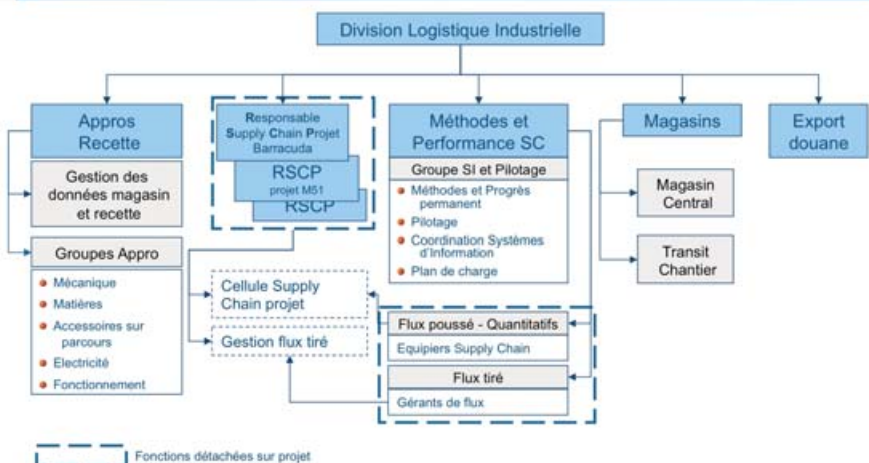 Division Logistique Industrielle
Appros
Recette
Gestion des
données magasin
et recette
Groupes Appro
Mécanique
Matières
Accessoires sur
parcours
Electricité
Fonctionnement
Responsable
Supply Chain Projet
Barracuda
RSCP
projet M51
RSCP
Cellule Supply
Chain projet
Gestion flux tiré
Méthodes et
Performance SC
Groupe SI et Pilotage
Méthodes et Progrès
permanent
Pilotage
Coordination Systèmes
d'Information
Plan de charge
Flux poussé - Quantitatifs
Equipiers Supply Chain
Flux tiré
Gérants de flux
Magasins
Magasin
Central
Transit
Chantier
Export
douane
Fonctions détachées sur projet